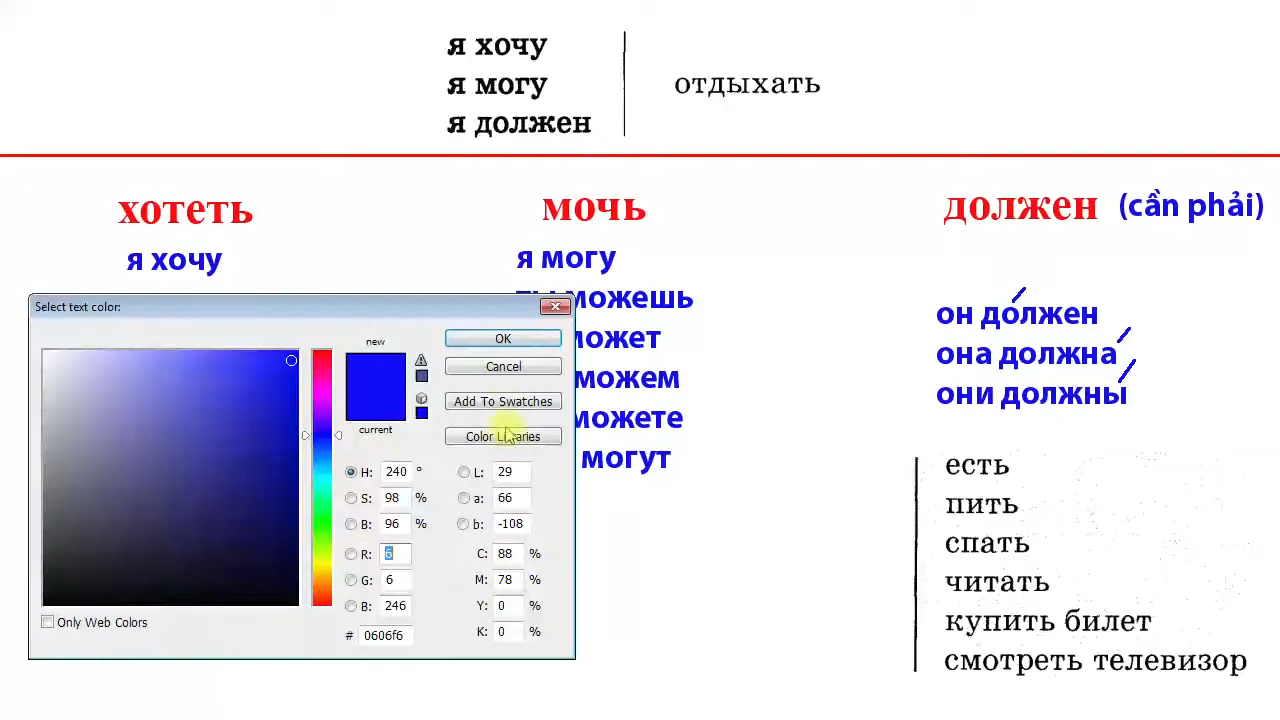 я хочу
я могу
я должен
отдыхать
хотеть
я хочу
мочь
я могу
можешь
может
можем
можете
могут
должен (cần phải)
он должен
она должна
они должны
есть
пить
спать
читать
купить билет
смотреть телевизор
Select text color:
new
current
OK
Cancel
Add To Swatches
Color Libraries
H: 240 °
S: 98 %
B: 96 %
R: 6
G: 6
B: 246
# 0606f6
L: 29
a: 66
b: -108
C: 88 %
M: 78 %
Y: 0 %
K: 0 %
Only Web Colors